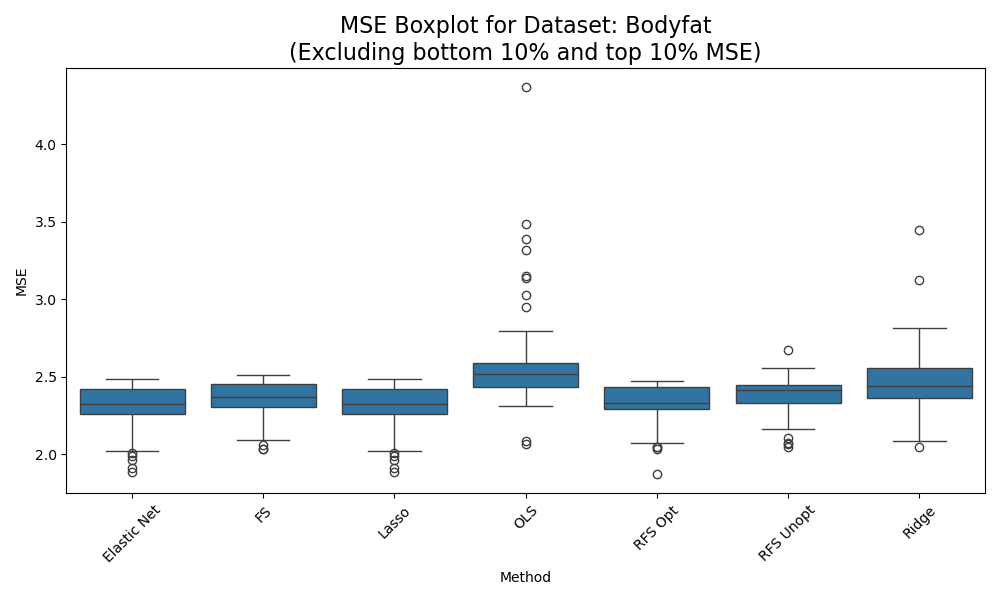 MSE Boxplot for Dataset: Bodyfat
(Excluding bottom 10% and top 10% MSE)
4.0
3.5
3.0
2.5
2.0
MSE
Elastic Net
FS
Lasso
OLS
RFS Opt
RFS Unopt
Ridge
Method